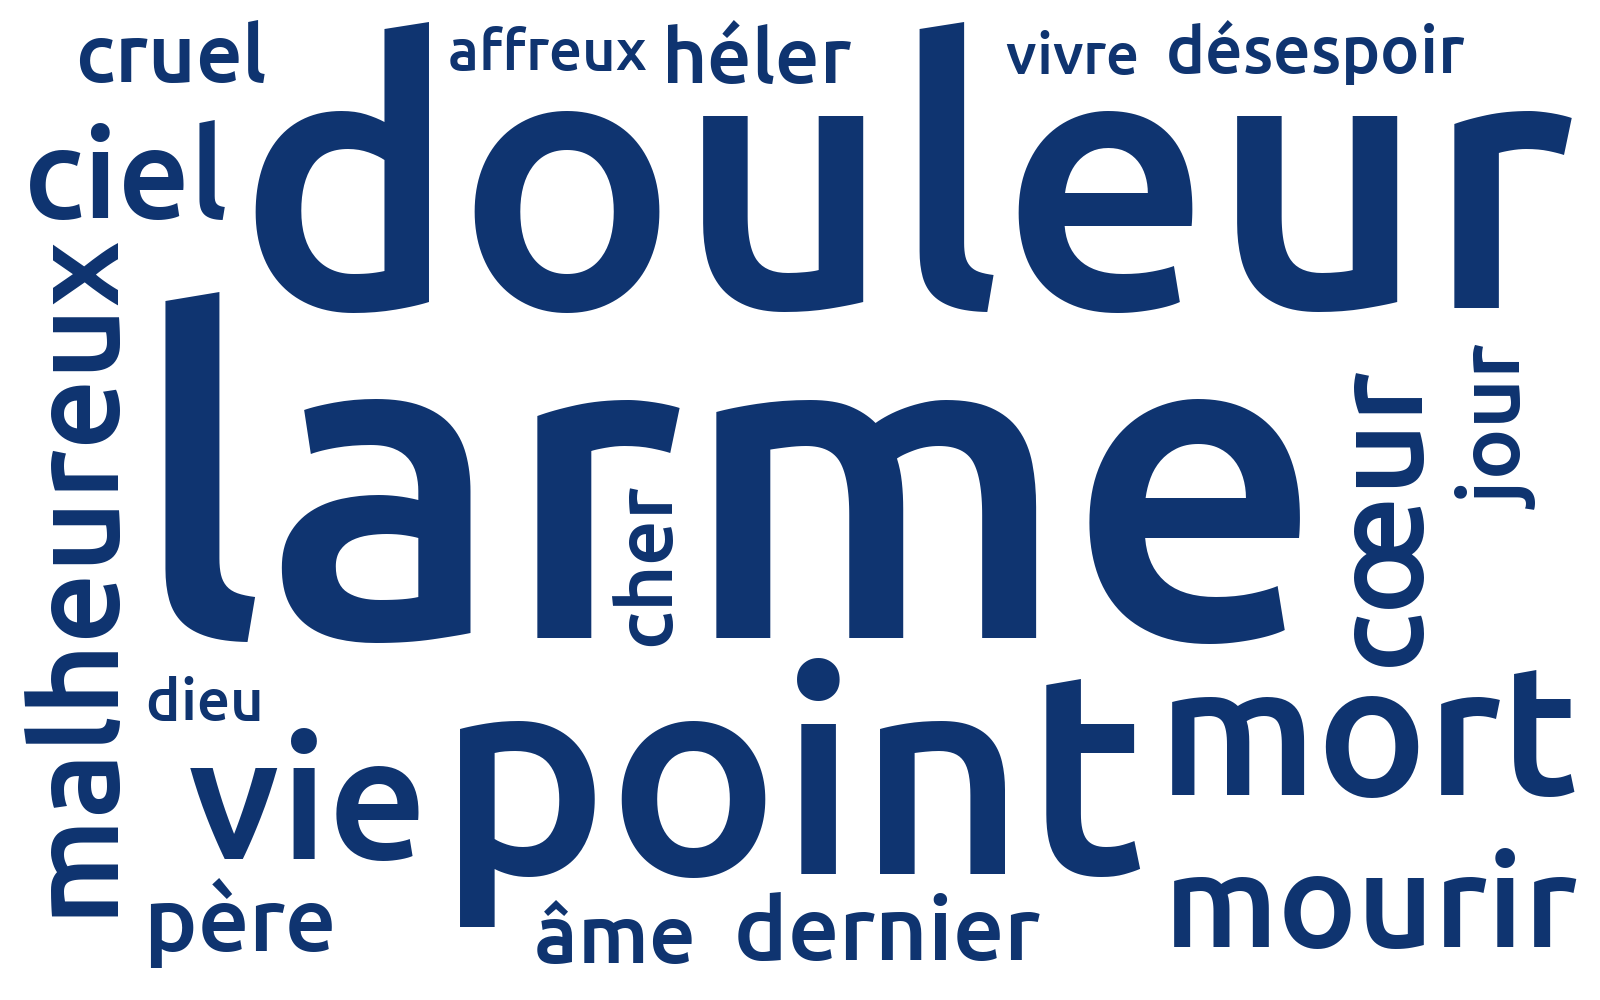 cruel
affreux
héler
vivre
désespoir
douleur
ciel
malheureux
larme
cher
cœur
jour
dieu
vie
point
mort
père
âme
dernier
mourir